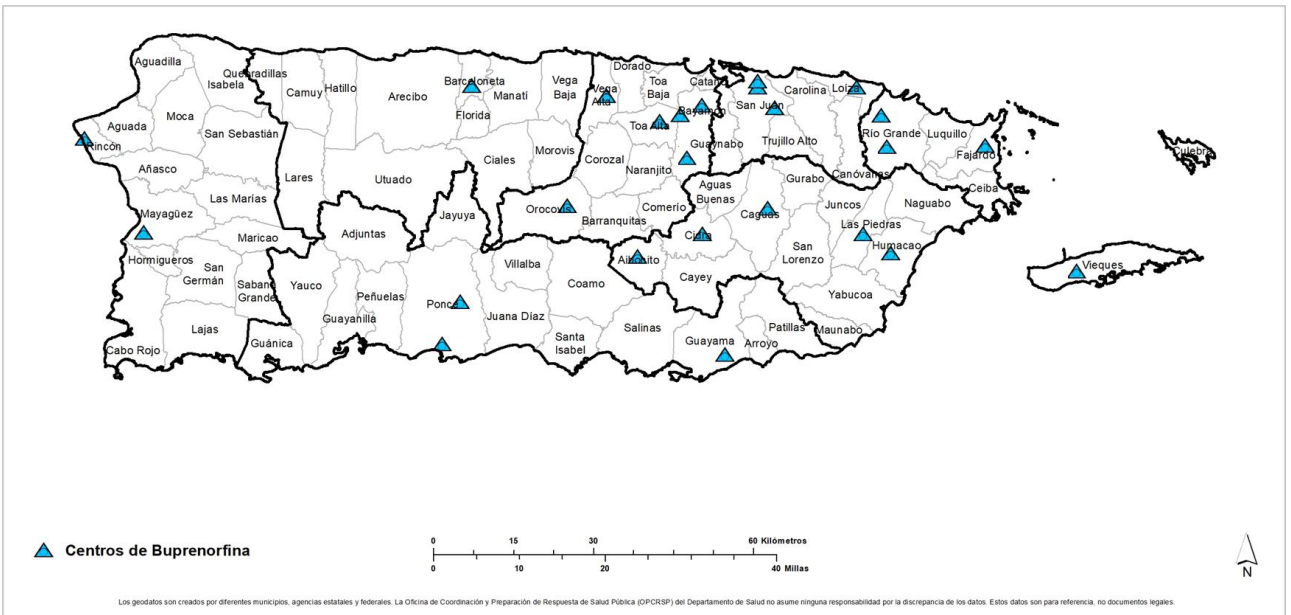 Aguadilla
Isabela
Quebradillas
Camuy
Hatillo
Arecibo
Barceloneta
Manatí
Vega
Baja
Vega
Alta
Dorado
Toa
Baja
Cataño
San Juan
Carolina
Loíza
Moca
Aguada
Rincón
San Sebastián
Florida
Toa Alta
Bayamón
Guaynabo
Trujillo Alto
Río Grande
Luquillo
Fajardo
Culebra
Añasco
Las Marías
Lares
Utuado
Ciales
Morovis
Corozal
Naranjito
Canóvanas
Ceiba
Aguas
Buenas
Gurabo
Juncos
Naguabo
Mayagüez
Maricao
Adjuntas
Jayuya
Orocovis
Barranquitas
Comerío
Caguas
Las Piedras
Humacao
Cidra
Hormigueros
San
Germán
Sabana
Grande
Yauco
Peñuelas
Guayanilla
Ponce
Villalba
Juana Díaz
Coamo
Aibonito
Cayey
San
Lorenzo
Yabucoa
Vieques
Cabo Rojo
Lajas
Guánica
Santa
Isabel
Salinas
Guayama
Arroyo
Patillas
Maunabo
Centros de Buprenorfina
0 15 30 60 Kilómetros
0 10 20 40 Millas
N
Los geodatos son creados por diferentes municipios, agencias estatales y federales. La Oficina de Coordinación y Preparación de Respuesta de Salud Pública (OPCRSP) del Departamento de Salud no asume ninguna responsabilidad por la discrepancia de los datos. Estos datos son para referencia, no documentos legales.